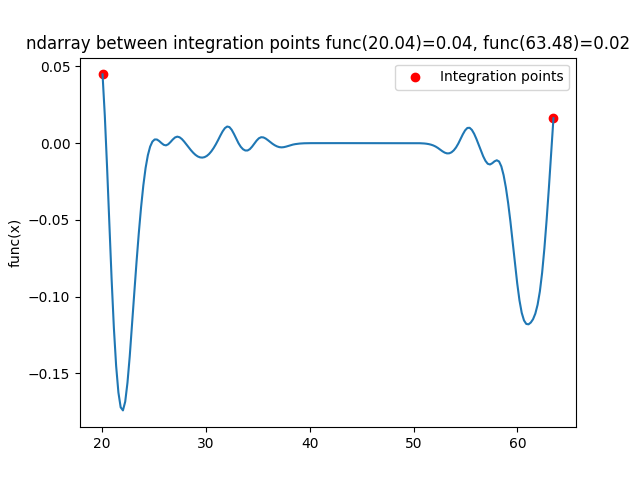 ndarray between integration points func(20.04)=0.04, func(63.48)=0.02
Integration points
func(x)
0.05
0.00
−0.05
−0.10
−0.15
20 30 40 50 60